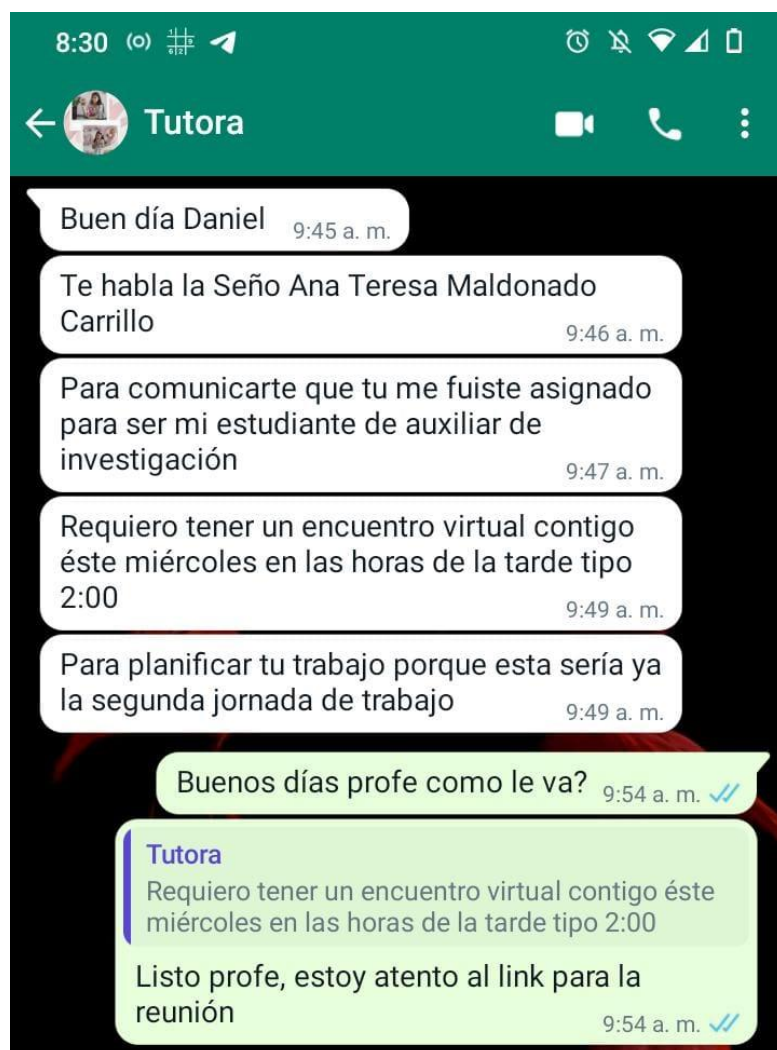 8:30
Tutora
Buen día Daniel 9:45 a. m.
Te habla la Seño Ana Teresa Maldonado
Carrillo 9:46 a. m.
Para comunicarte que tu me fuiste asignado
para ser mi estudiante de auxiliar de
investigación 9:47 a. m.
Requiero tener un encuentro virtual contigo
éste miércoles en las horas de la tarde tipo
2:00 9:49 a. m.
Para planificar tu trabajo porque esta sería ya
la segunda jornada de trabajo 9:49 a. m.
Buenos días profe como le va? 9:54 a. m.
Tutora
Requiero tener un encuentro virtual contigo éste
miércoles en las horas de la tarde tipo 2:00
Listo profe, estoy atento al link para la
reunión 9:54 a. m.